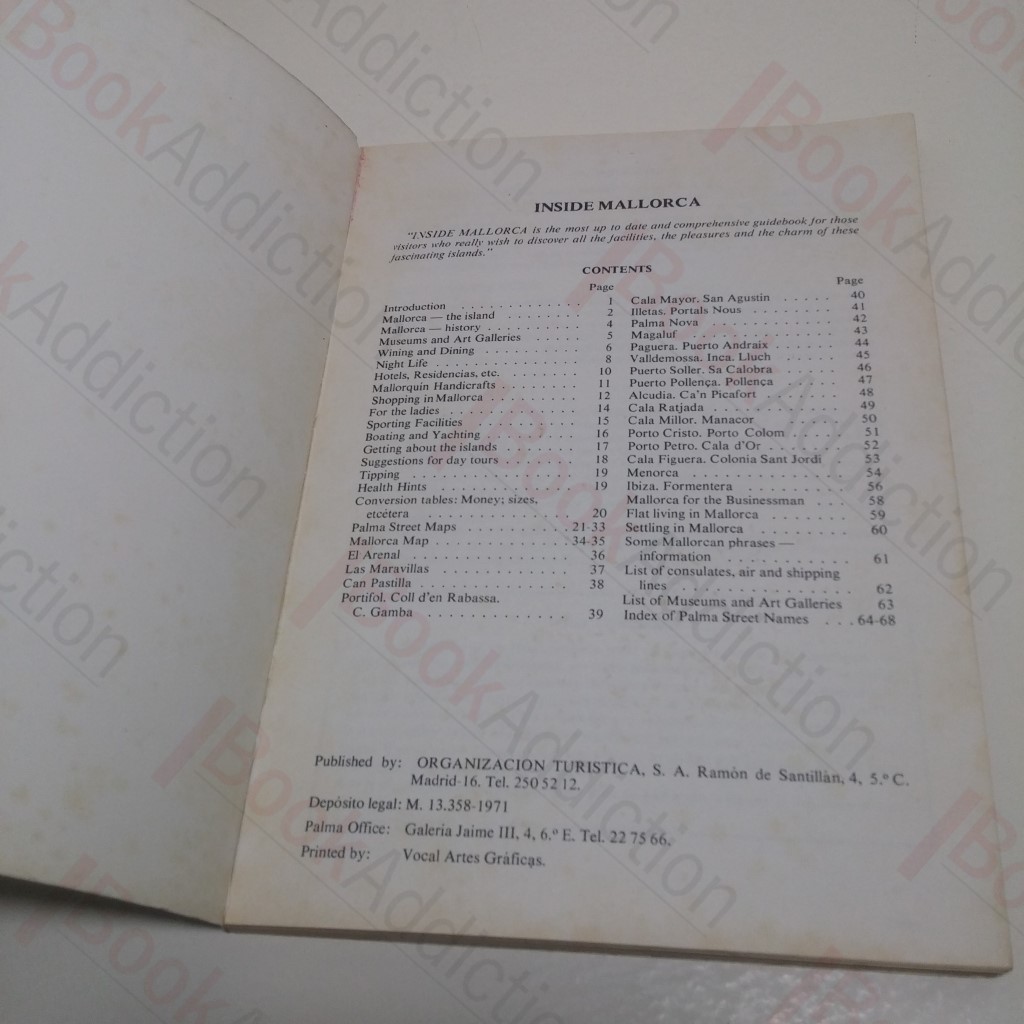 INSIDE MALLORCA
"INSIDE MALLORCA is the most up to date and comprehensive guidebook for those
visitors who really wish to discover all the facilities, the pleasures and the charm of these
fascinating islands."
CONTENTS
Page
Introduction . . . . . . . . . . . . . 1
Mallorca — the island . . . . . . . . 2
Mallorca — history . . . . . . . . . 4
Museums and Art Galleries . . . . . 5
Wining and Dining . . . . . . . . . 6
Night Life . . . . . . . . . . . . . . 8
Hotels, Residencias, etc. . . . . . . . 10
Mallorquín Handicrafts . . . . . . . 11
Shopping in Mallorca . . . . . . . . 12
For the ladies . . . . . . . . . . . . 14
Sporting Facilities . . . . . . . . . . 15
Boating and Yachting . . . . . . . . 16
Getting about the islands . . . . . . 17
Suggestions for day tours . . . . . . 18
Tipping . . . . . . . . . . . . . . . 19
Health Hints . . . . . . . . . . . . 19
Conversion tables: Money; sizes,
etcétera . . . . . . . . . . . . . 20
Palma Street Maps . . . . . . . . . . 21-33
Mallorca Map . . . . . . . . . . . . 34-35
El Arenal . . . . . . . . . . . . . . 36
Las Maravillas . . . . . . . . . . . . 37
Can Pastilla . . . . . . . . . . . . . 38
Portifol. Coll d'en Rabassa.
C. Gamba . . . . . . . . . . . . 39
Page
Cala Mayor. San Agustin . . . . . 40
Illetas. Portals Nous . . . . . . . 41
Palma Nova . . . . . . . . . . . 42
Magaluf . . . . . . . . . . . . . 43
Paguera. Puerto Andraix . . . . . 44
Valldemossa. Inca. Lluch . . . . . 45
Puerto Soller. Sa Calobra . . . . . 46
Puerto Pollença. Pollença . . . . . 47
Alcudia. Ca'n Picafort . . . . . . 48
Cala Ratjada . . . . . . . . . . . 49
Cala Millor. Manacor . . . . . . . 50
Porto Cristo. Porto Colom . . . . . 51
Porto Petro. Cala d'Or . . . . . . 52
Cala Figuera. Colonia Sant Jordi 53
Menorca . . . . . . . . . . . . . 54
Ibiza. Formentera . . . . . . . . . 56
Mallorca for the Businessman . . . 58
Flat living in Mallorca . . . . . . . 59
Settling in Mallorca . . . . . . . . 60
Some Mallorcan phrases —
information . . . . . . . . . . . 61
List of consulates, air and shipping
lines . . . . . . . . . . . . . . 62
List of Museums and Art Galleries 63
Index of Palma Street Names . . . 64-68
Published by: ORGANIZACION TURISTICA, S. A. Ramón de Santillàn, 4, 5.º C.
Madrid-16. Tel. 250 52 12.
Depósito legal: M. 13.358-1971
Palma Office: Galeria Jaime III, 4, 6.º E. Tel. 22 75 66.
Printed by: Vocal Artes Gráficas.